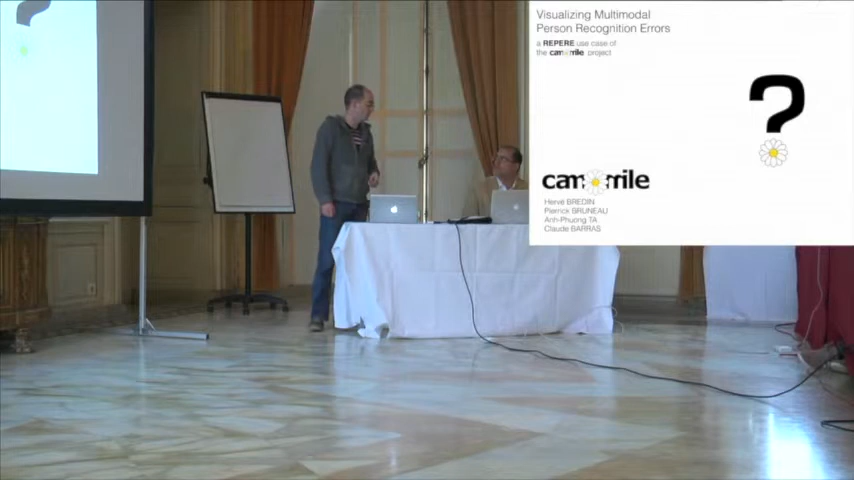 Visualizing Multimodal
Person Recognition Errors
a REPERE use case of
the camomile project
?
camomile
Hervé BREDIN
Pierrick BRUNEAU
Anh-Phuong TA
Claude BARRAS